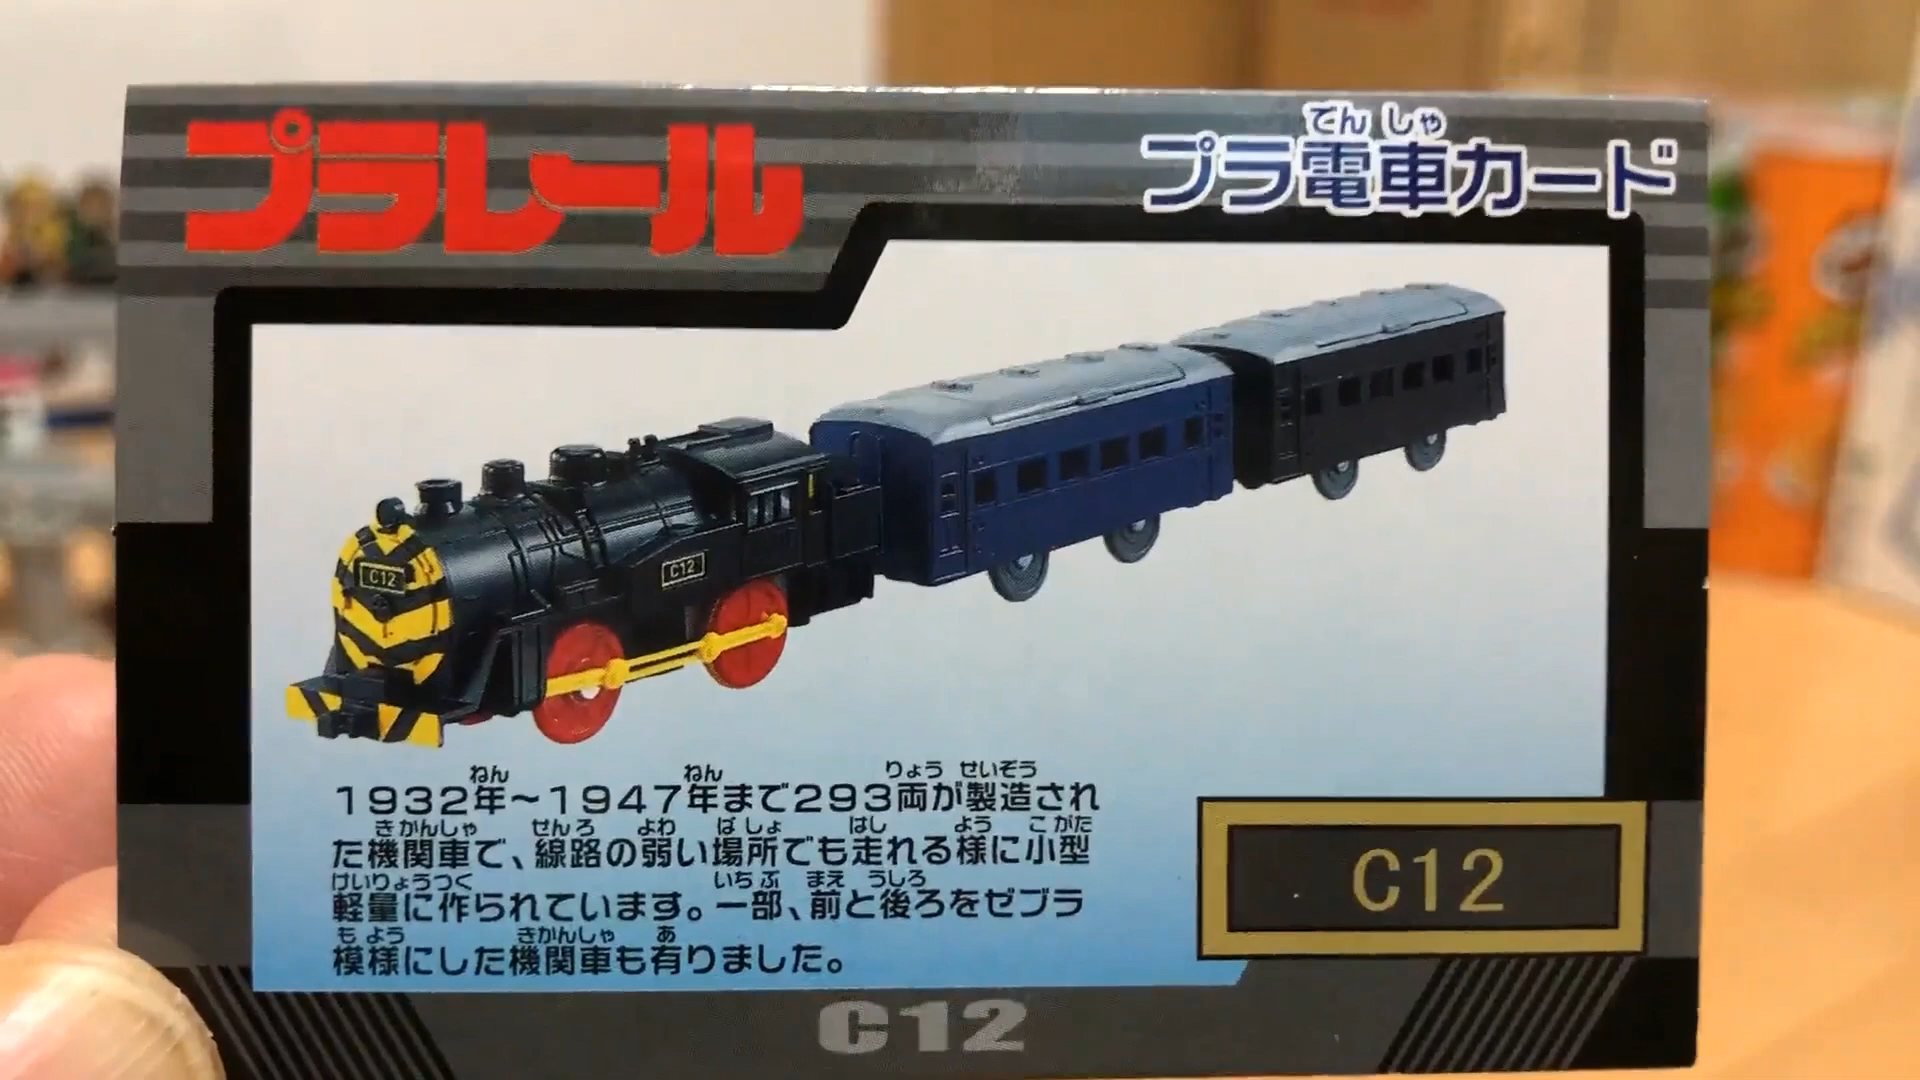 プラレール
でんしゃ
プラ電車カード
C12
C12
ねん ねん りょう せいぞう
1932年～1947年まで293両が製造され
きかんしゃ せんろ よわ ばしょ はし よう こがた
た機関車で、線路の弱い場所でも走れる様に小型
けいりょうつく いちぶ まえ うしろ
軽量に作られています。一部、前と後ろをゼブラ
もよう きかんしゃ あ
模様にした機関車も有りました。
C12
C12